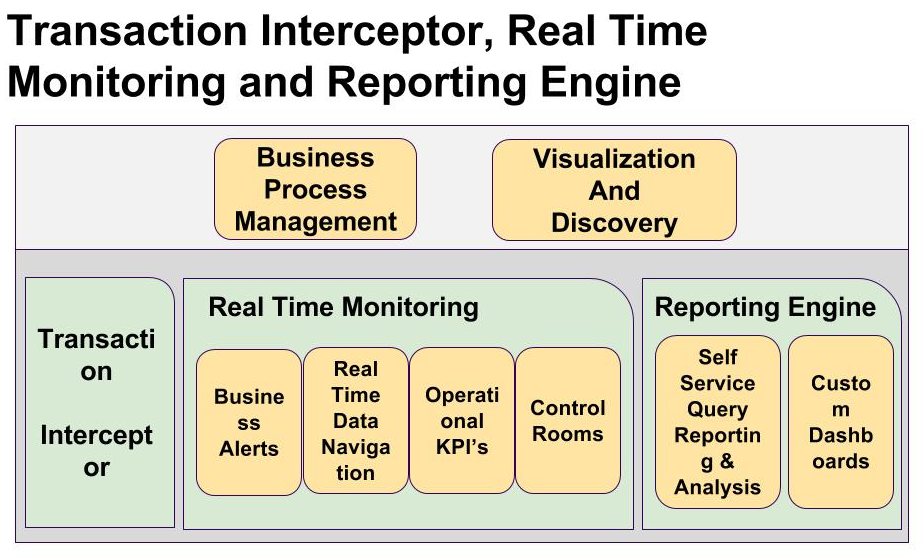 Transaction Interceptor, Real Time
Monitoring and Reporting Engine
Business
Process
Management
Visualization
And
Discovery
Transacti
on
Intercept
or
Real Time Monitoring
Busine
ss
Alerts
Real
Time
Data
Naviga
tion
Operati
onal
KPI’s
Control
Rooms
Reporting Engine
Self
Service
Query
Reportin
g &
Analysis
Custo
m
Dashb
oards